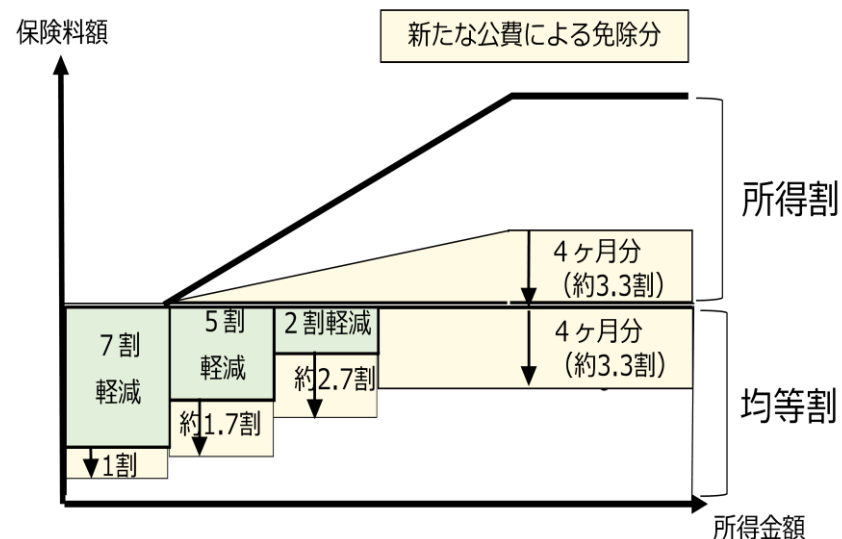 保険料額
新たな公費による免除分
所得割
4ヶ月分
（約3.3割）
7割
軽減
5割
軽減
2割軽減
4ヶ月分
（約3.3割）
約2.7割
約1.7割
1割
均等割
所得金額